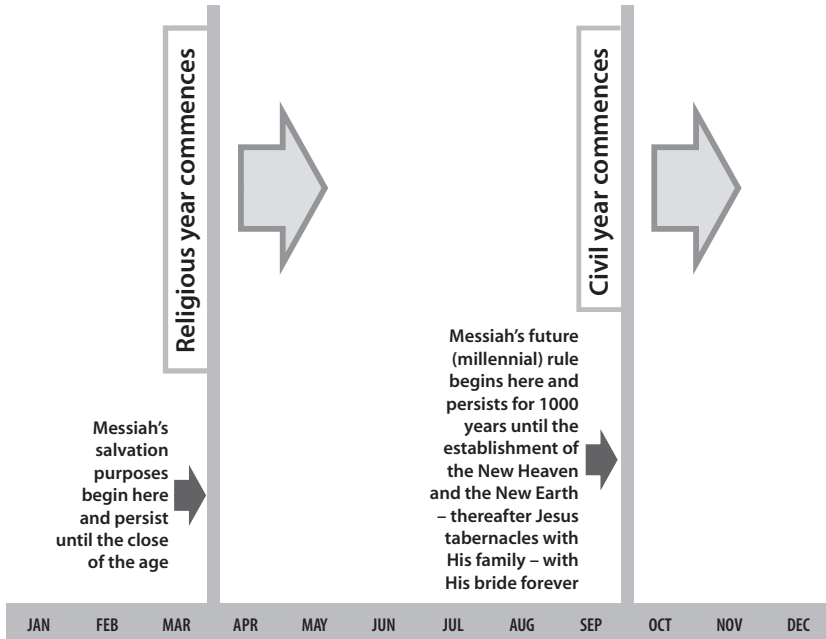 Religious year commences
Messiah’s
salvation
purposes
begin here
and persist
until the close
of the age
Civil year commences
Messiah’s future
(millennial) rule
begins here and
persists for 1000
years until the
establishment of
the New Heaven
and the New Earth
– thereafter Jesus
tabernacles with
His family – with
His bride forever
JAN FEB MAR APR MAY JUN JUL AUG SEP OCT NOV DEC